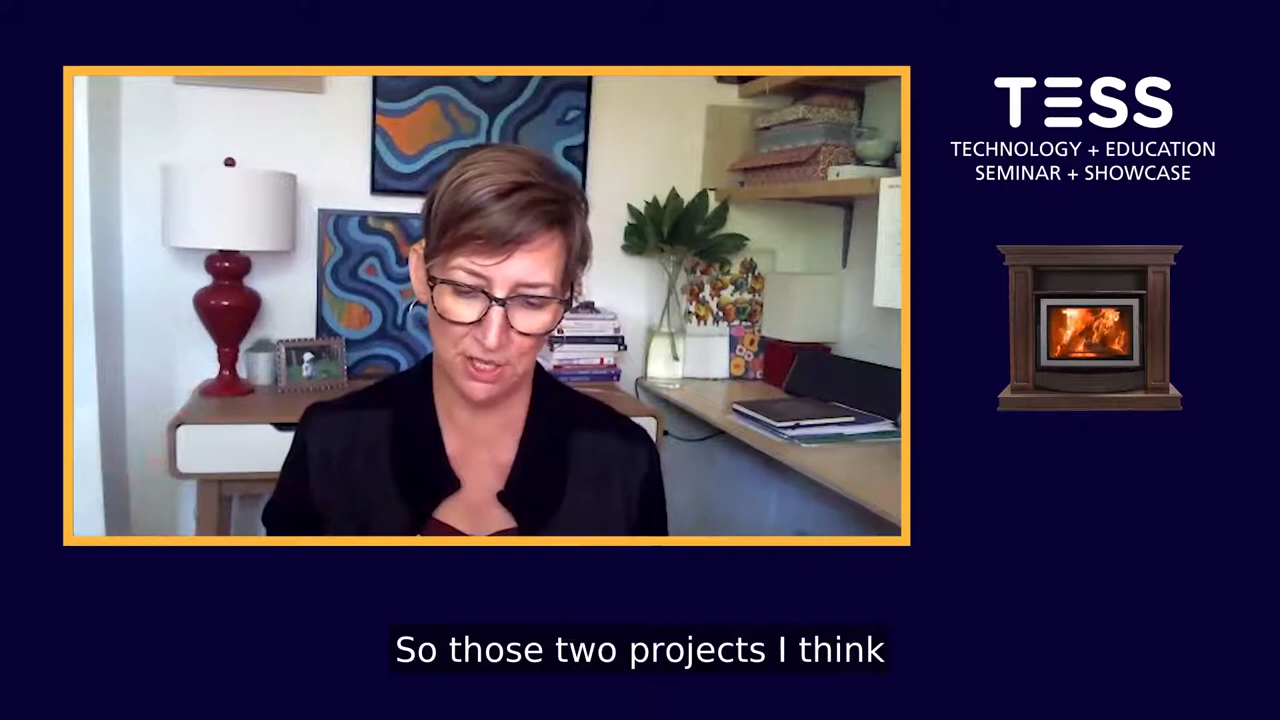 TESS
TECHNOLOGY + EDUCATION
SEMINAR + SHOWCASE
So those two projects I think